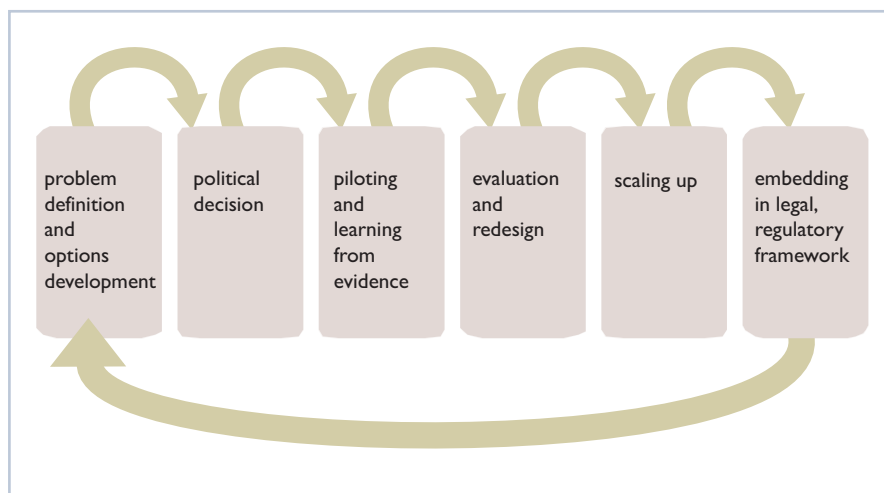 problem
definition
and
options
development
political
decision
piloting
and
learning
from
evidence
evaluation
and
redesign
scaling up
embedding
in legal,
regulatory
framework